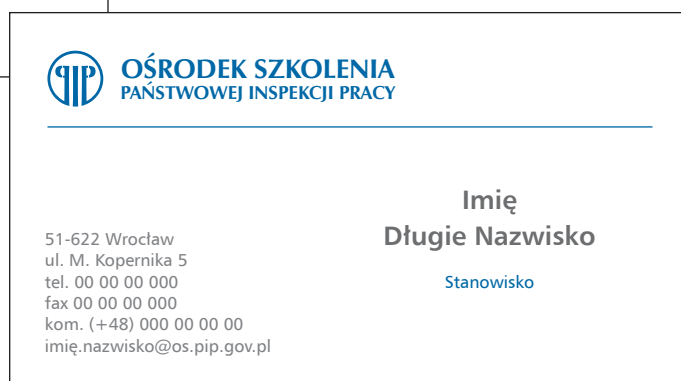 OŚRODEK SZKOLENIA
PAŃSTWOWEJ INSPEKCJI PRACY
Imię
Długie Nazwisko
Stanowisko
51-622 Wrocław
ul. M. Kopernika 5
tel. 00 00 00 000
fax 00 00 00 000
kom. (+48) 000 00 00 00
imię.nazwisko@os.pip.gov.pl